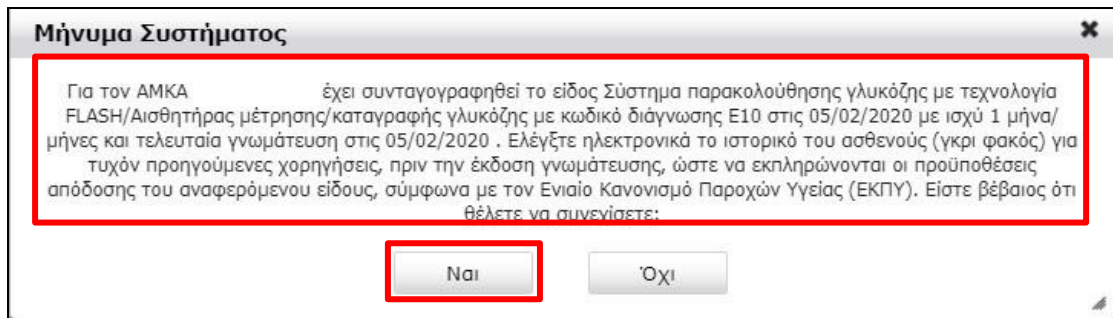 Μήνυμα Συστήματος
Για τον ΑΜΚΑ έχει συνταγογραφηθεί το είδος Σύστημα παρακολούθησης γλυκόζης με τεχνολογία
FLASH/Αισθητήρας μέτρησης/καταγραφής γλυκόζης με κωδικό διάγνωσης E10 στις 05/02/2020 με ισχύ 1 μήνα/
μήνες και τελευταία γνωμάτευση στις 05/02/2020 . Ελέγξτε ηλεκτρονικά το ιστορικό του ασθενούς (γκρι φακός) για
τυχόν προηγούμενες χορηγήσεις, πριν την έκδοση γνωμάτευσης, ώστε να εκπληρώνονται οι προϋποθέσεις
απόδοσης του αναφερόμενου είδους, σύμφωνα με τον Ενιαίο Κανονισμό Παροχών Υγείας (ΕΚΠΥ). Είστε βέβαιος ότι
θέλετε να συνεχίσετε;
Ναι Όχι